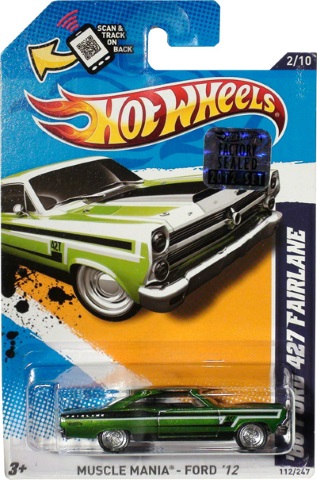 SCAN &
TRACK
ON
BACK
HOT WHEELS
2/10
FACTORY
SEALED
2012 SET
427
'66 FORD 427 FAIRLANE
FAIRLANE
3+
MUSCLE MANIA® - FORD '12
112/247